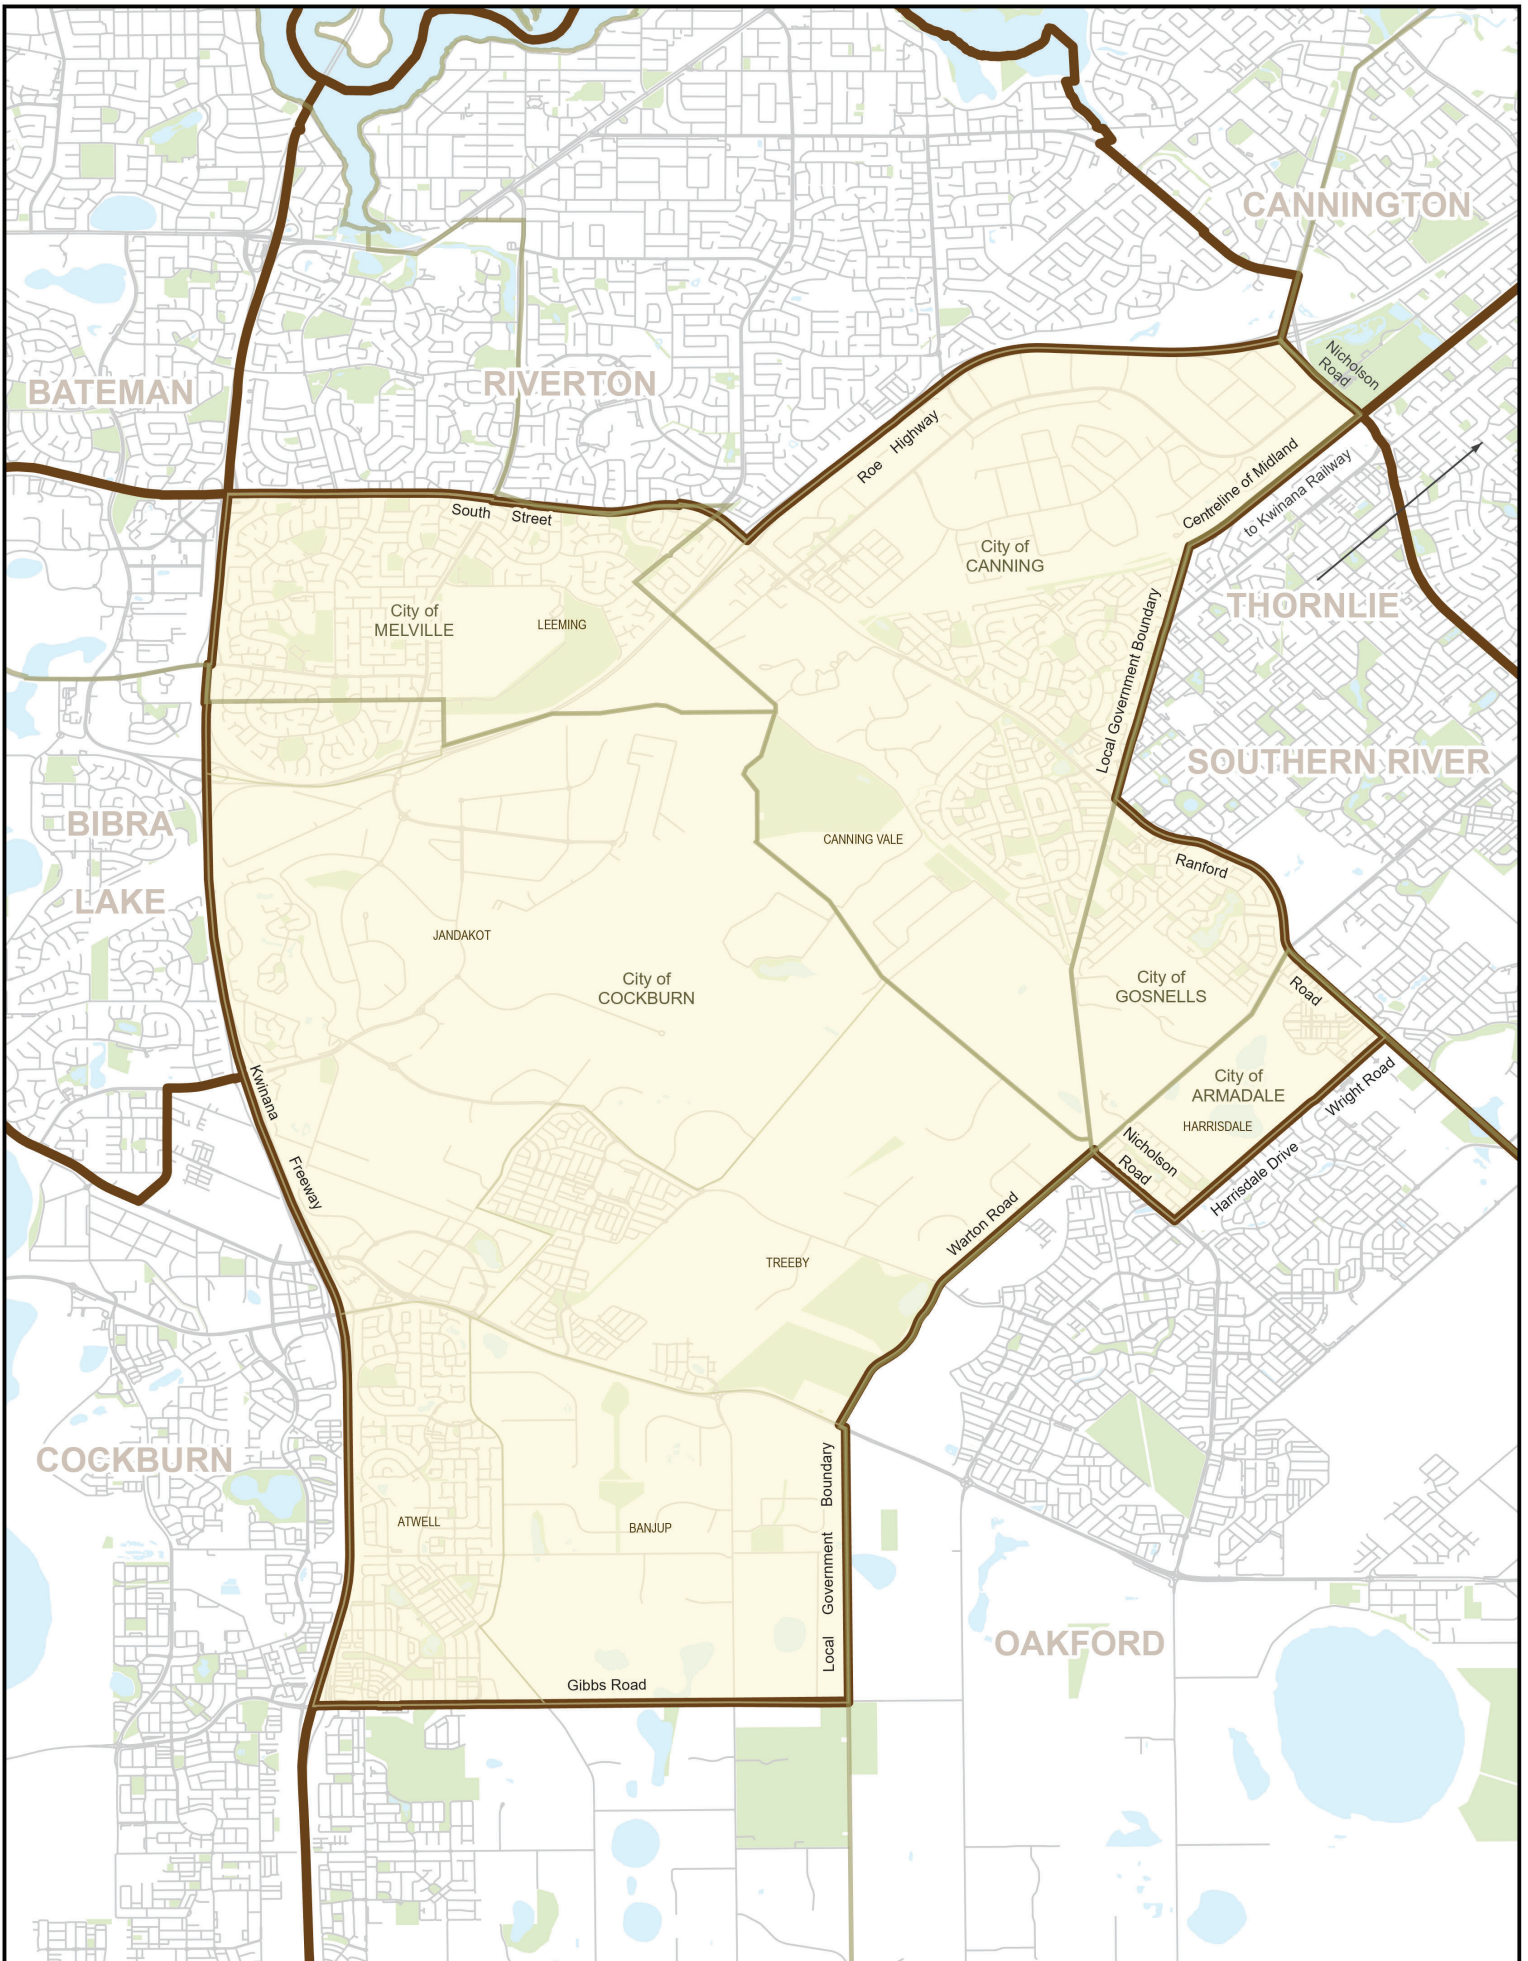 CANNINGTON
Nicholson
Road
BATEMAN
RIVERTON
Roe Highway
Centreline of Midland
to Kwinana Railway
South Street
City of
CANNING
City of
MELVILLE
LEEMING
THORNLIE
Local Government Boundary
SOUTHERN RIVER
BIBRA
LAKE
CANNING VALE
Ranford
Road
JANDAKOT
City of
COCKBURN
City of
GOSNELLS
City of
ARMADALE
HARRISDALE
Wright Road
Kwinana
Freeway
Nicholson
Road
Harrisdale Drive
Warton Road
TREEBY
COCKBURN
Local Government Boundary
ATWELL
BANJUP
OAKFORD
Gibbs Road